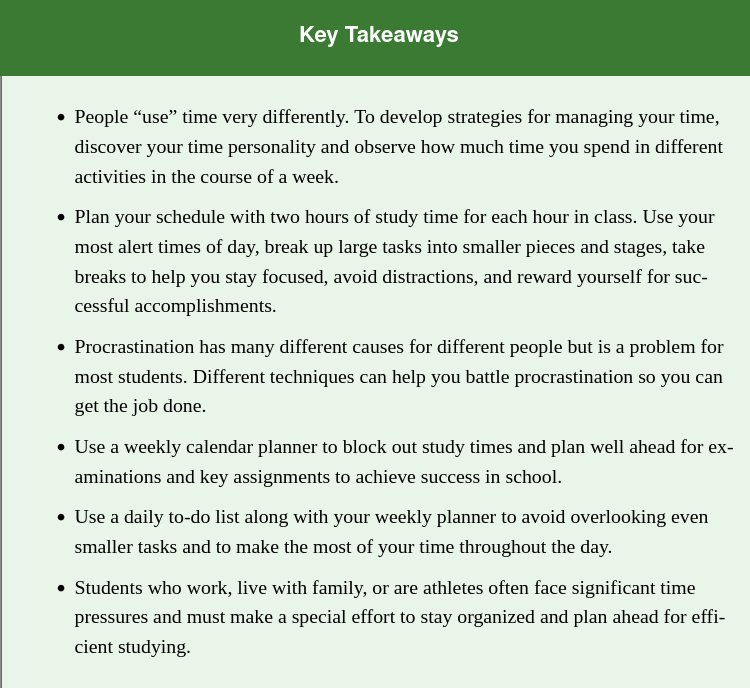 Key Takeaways
• People “use” time very differently. To develop strategies for managing your time,
discover your time personality and observe how much time you spend in different
activities in the course of a week.
• Plan your schedule with two hours of study time for each hour in class. Use your
most alert times of day, break up large tasks into smaller pieces and stages, take
breaks to help you stay focused, avoid distractions, and reward yourself for suc-
cessful accomplishments.
• Procrastination has many different causes for different people but is a problem for
most students. Different techniques can help you battle procrastination so you can
get the job done.
• Use a weekly calendar planner to block out study times and plan well ahead for ex-
aminations and key assignments to achieve success in school.
• Use a daily to-do list along with your weekly planner to avoid overlooking even
smaller tasks and to make the most of your time throughout the day.
• Students who work, live with family, or are athletes often face significant time
pressures and must make a special effort to stay organized and plan ahead for effi-
cient studying.